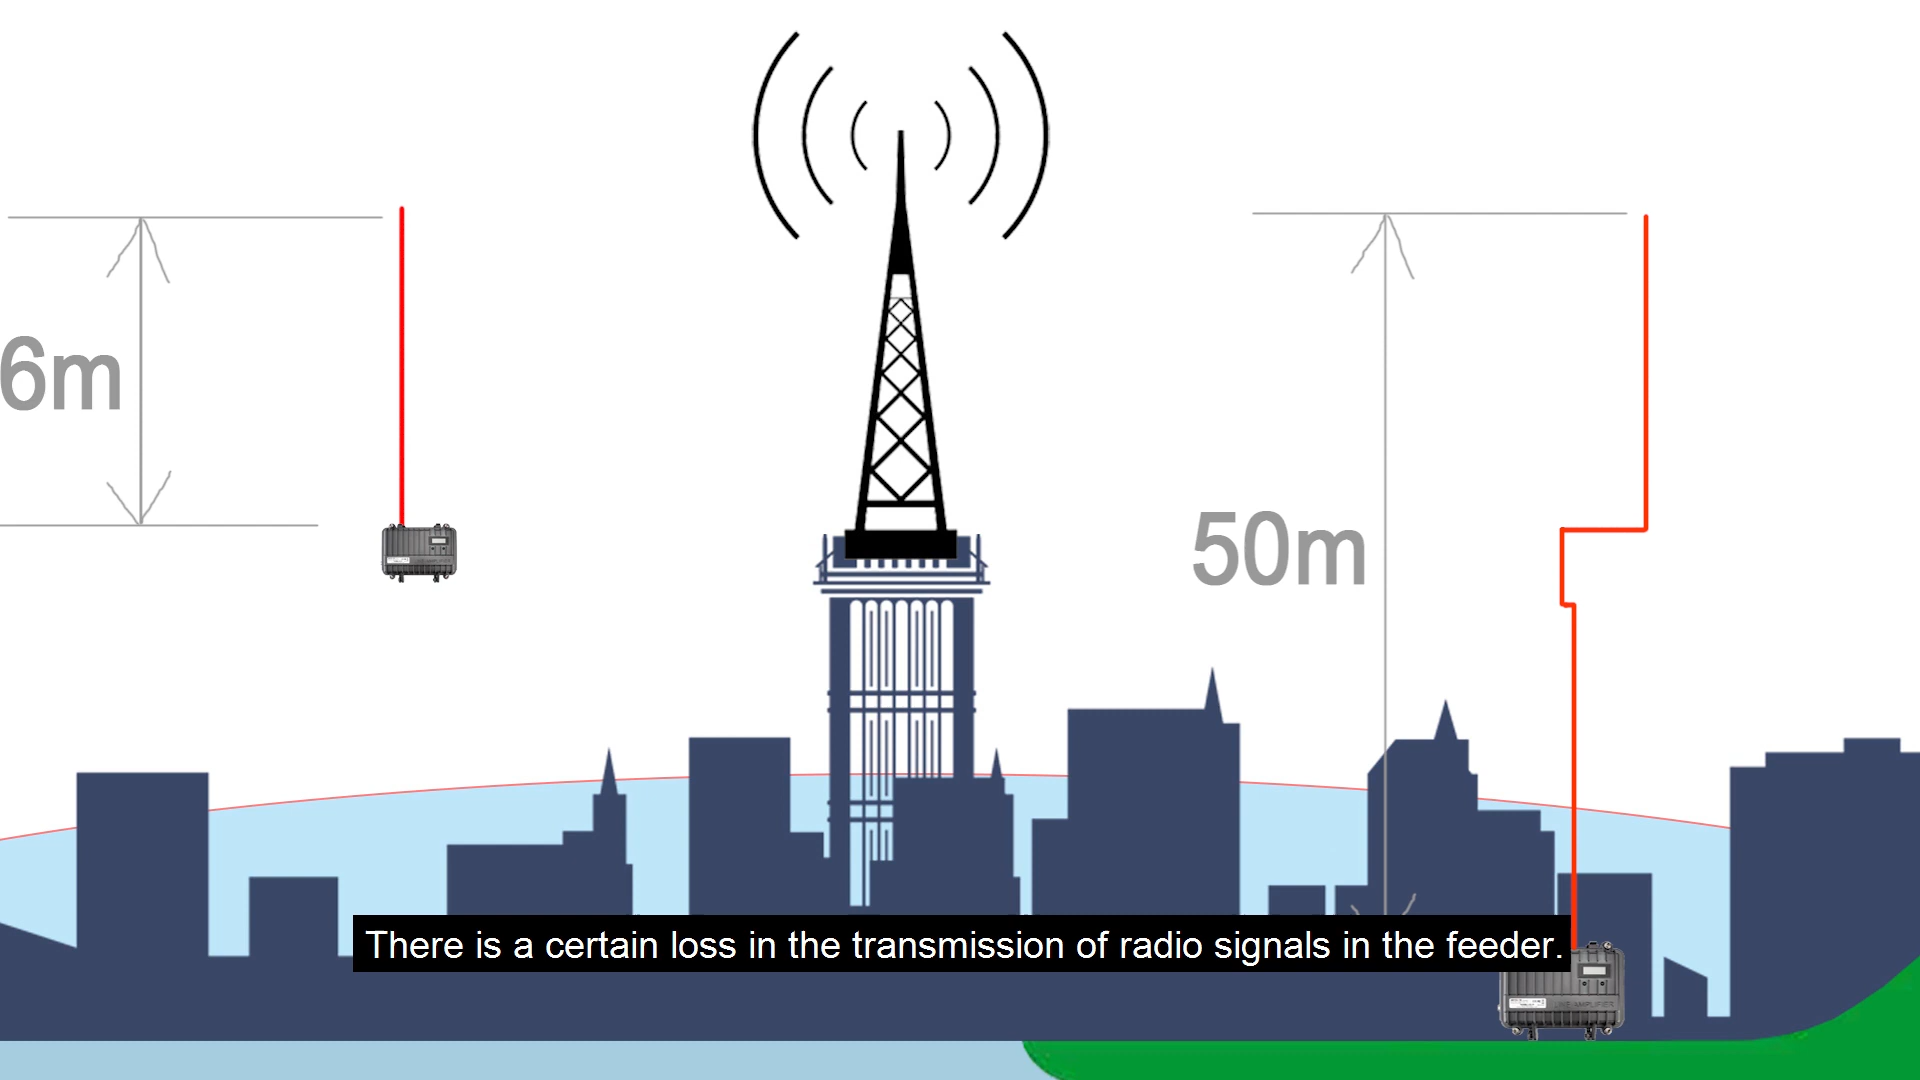 6m
50m
There is a certain loss in the transmission of radio signals in the feeder.